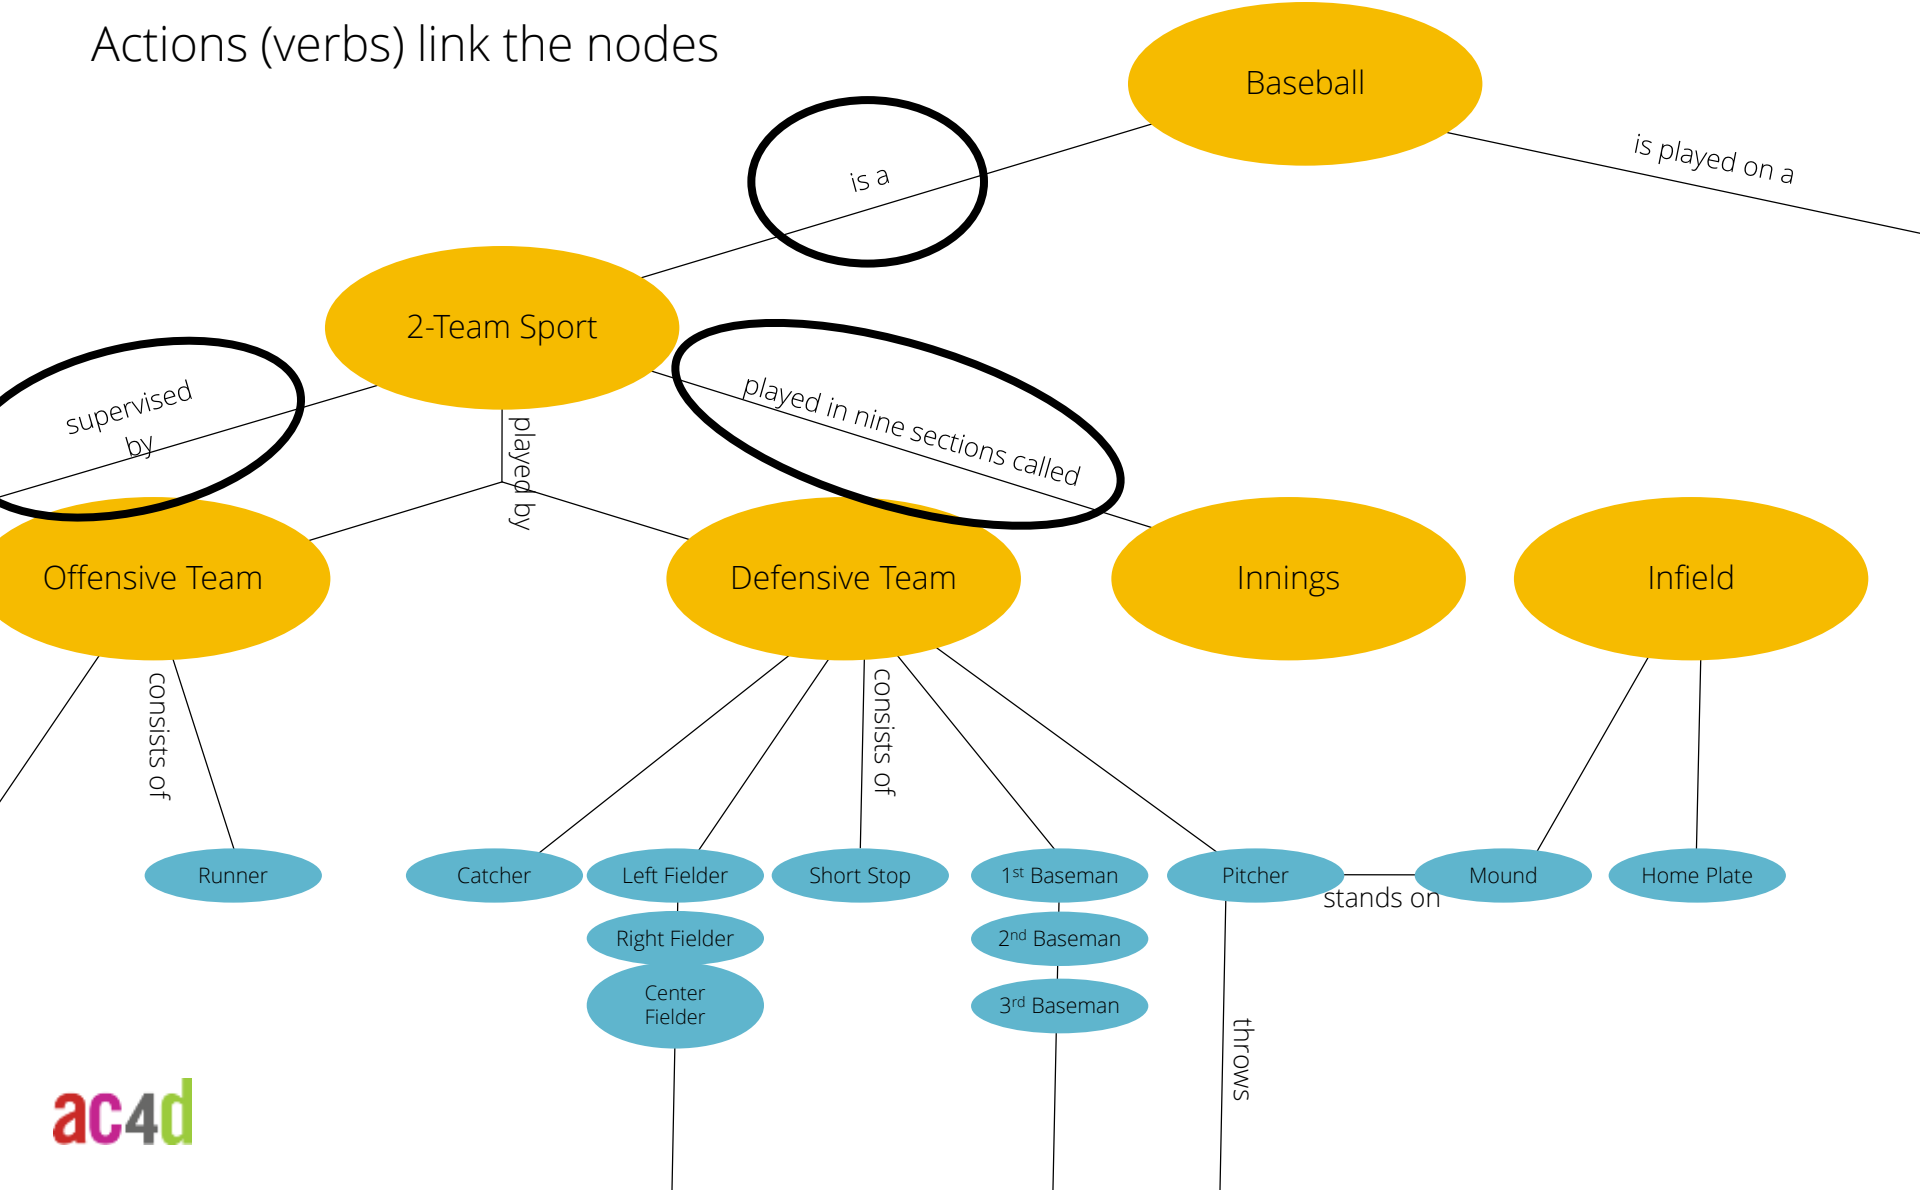 Actions (verbs) link the nodes
Baseball
is a
is played on a
2-Team Sport
supervised
by
played by
played in nine sections called
Offensive Team
Defensive Team
Innings
Infield
consists of
consists of
Runner
Catcher
Left Fielder
Short Stop
1st Baseman
Pitcher
stands on
Mound
Home Plate
Right Fielder
2nd Baseman
Center
Fielder
3rd Baseman
throws
ac4d